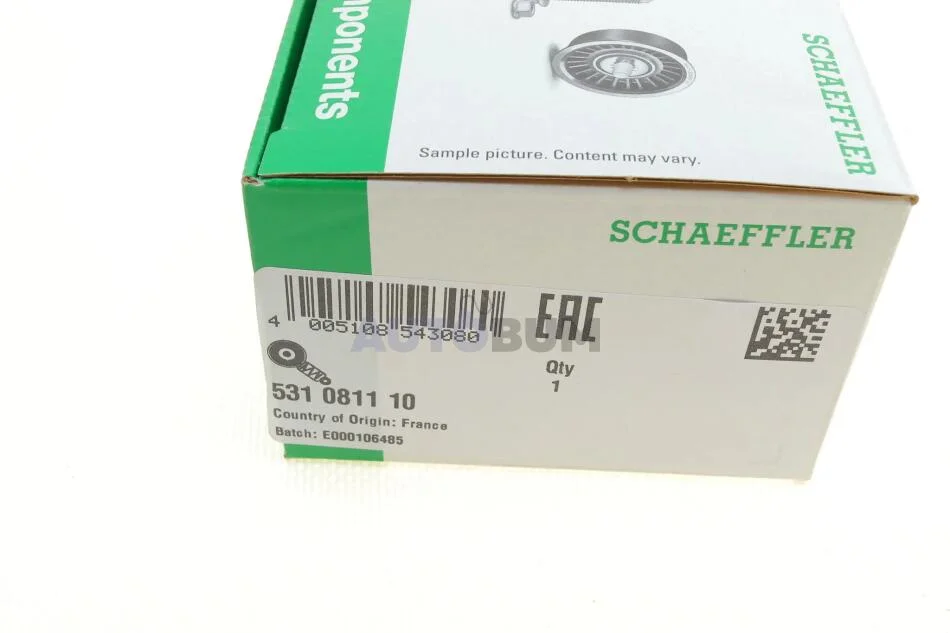 mponents
SCHAEFFLER
Sample picture. Content may vary.
SCHAEFFLER
4 005108 543080
EAC
AUTOBUM
Qty
1
531 0811 10
Country of Origin: France
Batch: E000106485